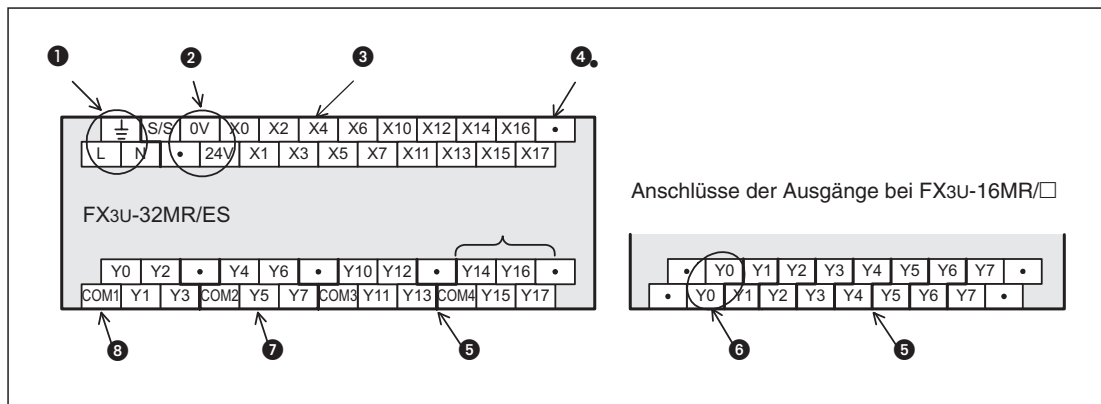 ❶ ❷ ❸ ❹
⏚ S/S 0V X0 X2 X4 X6 X10 X12 X14 X16 •
L N • 24V X1 X3 X5 X7 X11 X13 X15 X17
FX3U-32MR/ES
Y0 Y2 • Y4 Y6 • Y10 Y12 • Y14 Y16 •
COM1 Y1 Y3 COM2 Y5 Y7 COM3 Y11 Y13 COM4 Y15 Y17
❽ ❼ ❺
Anschlüsse der Ausgänge bei FX3U-16MR/□
• Y0 Y1 Y2 Y3 Y4 Y5 Y6 Y7 •
• Y0 Y1 Y2 Y3 Y4 Y5 Y6 Y7 •
❻ ❺